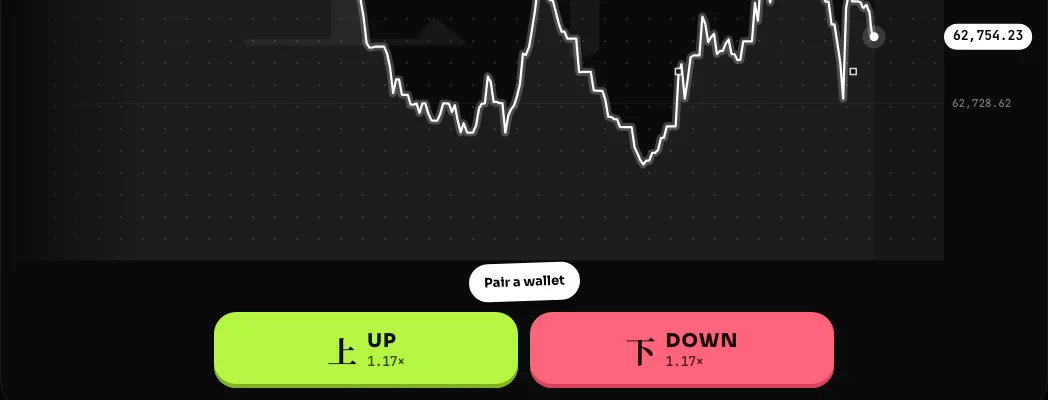 62,754.23
62,728.62
Pair a wallet
上 UP
1.17×
下 DOWN
1.17×